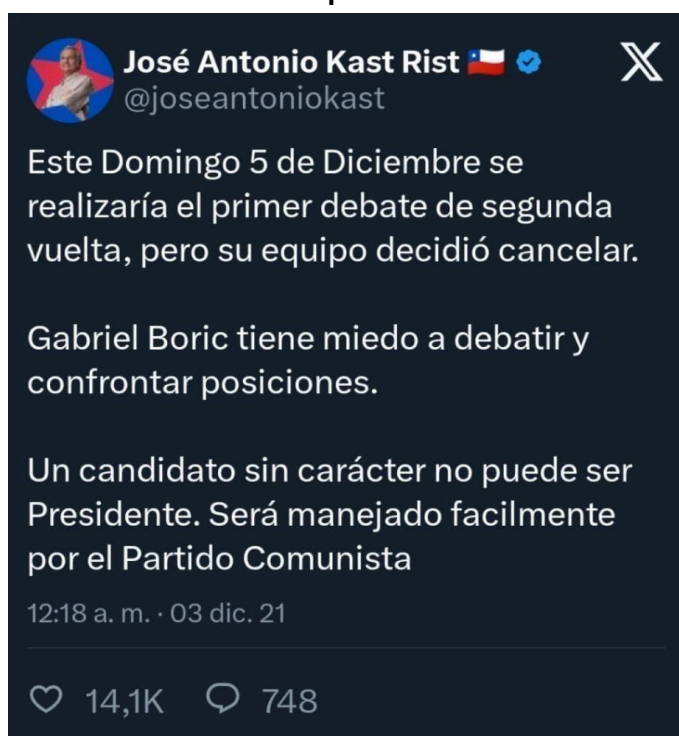 José Antonio Kast Rist 🇨🇱
@joseantoniokast
Este Domingo 5 de Diciembre se
realizaría el primer debate de segunda
vuelta, pero su equipo decidió cancelar.
Gabriel Boric tiene miedo a debatir y
confrontar posiciones.
Un candidato sin carácter no puede ser
Presidente. Será manejado facilmente
por el Partido Comunista
12:18 a. m. · 03 dic. 21
14,1K 748